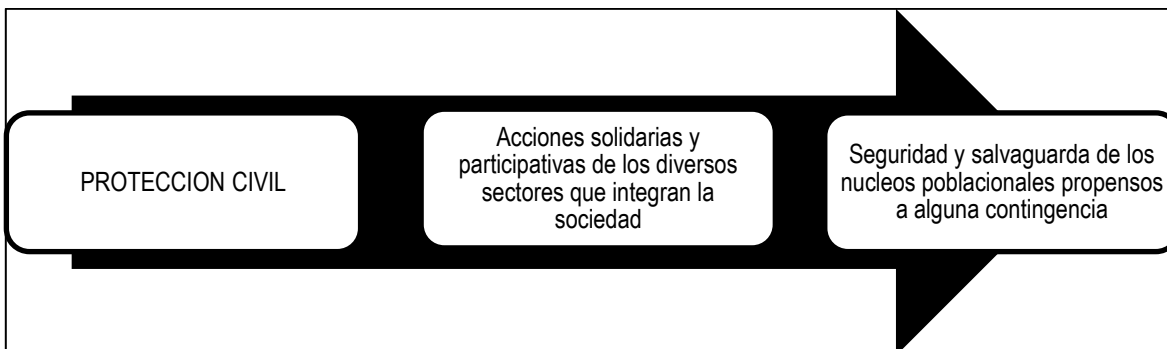 PROTECCION CIVIL
Acciones solidarias y
participativas de los diversos
sectores que integran la
sociedad
Seguridad y salvaguarda de los
nucleos poblacionales propensos
a alguna contingencia